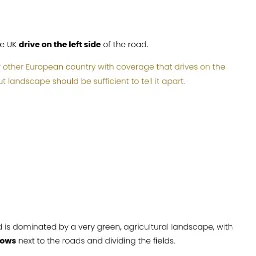 e UK drive on the left side of the road.
other European country with coverage that drives on the
ut landscape should be sufficient to tell it apart.
d is dominated by a very green, agricultural landscape, with
ows next to the roads and dividing the fields.